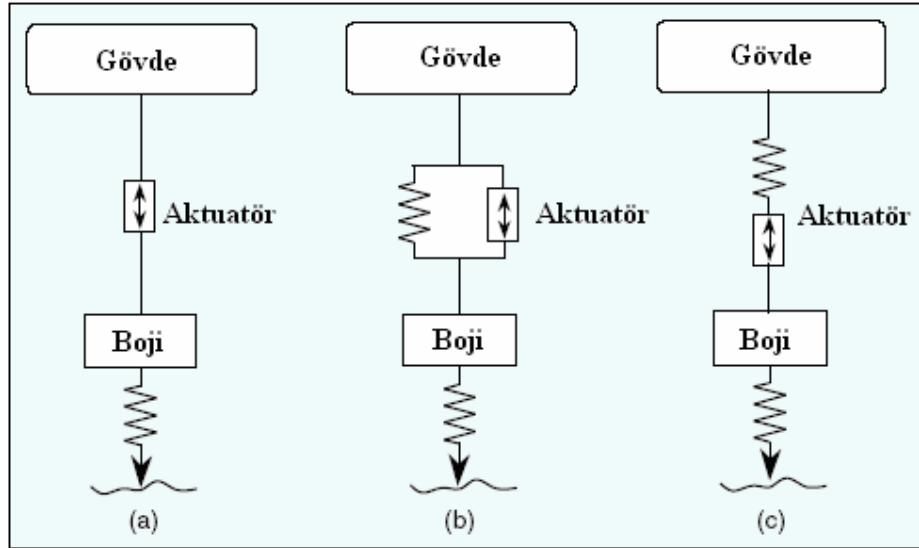 Gövde
Gövde
Gövde
Aktuatör
Aktuatör
Aktuatör
Boji
Boji
Boji
(a)
(b)
(c)